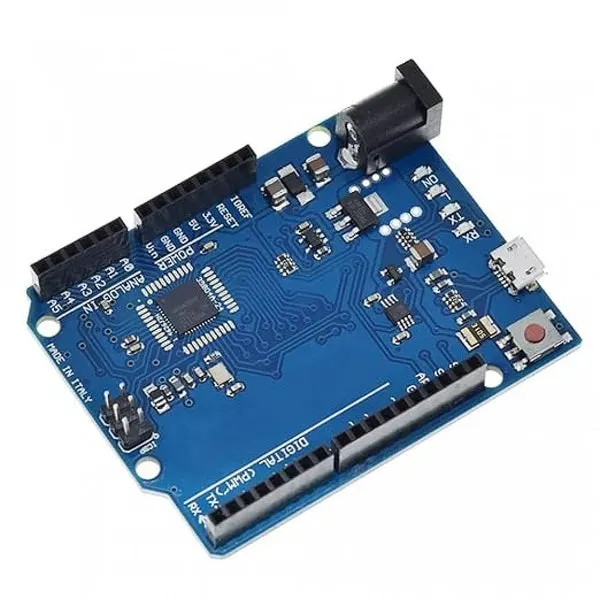 IOREF
RESET
3.3V
5V
GND
GND
POWER
A0
A1
A2
A3
A4
A5
ANALOG IN
MADE IN ITALY
ICSP
ON
TX
RX
DIGITAL (PWM~)
TX
RX